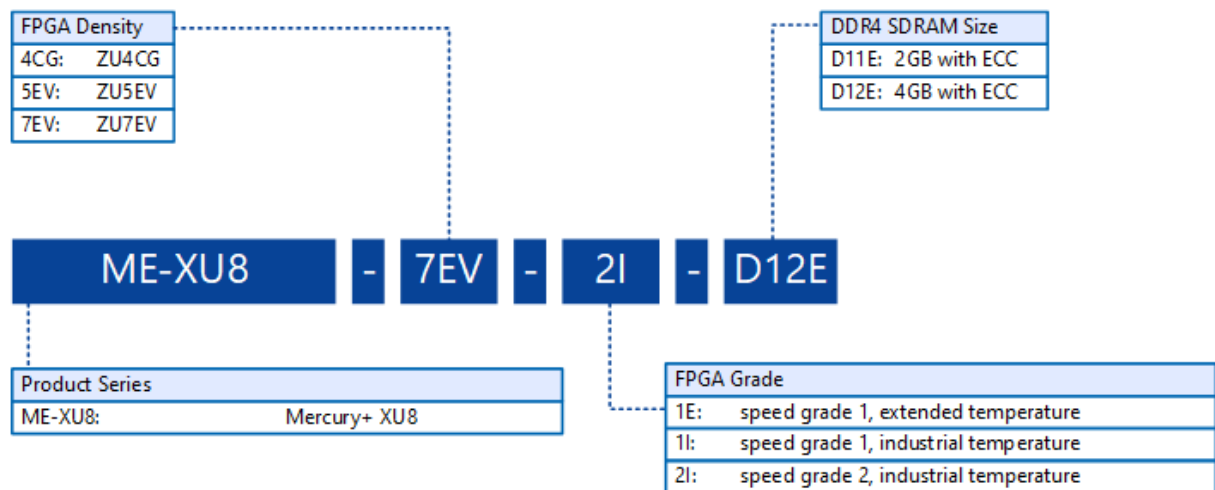 FPGA Density
4CG: ZU4CG
5EV: ZU5EV
7EV: ZU7EV
DDR4 SDRAM Size
D11E: 2GB with ECC
D12E: 4GB with ECC
ME-XU8 - 7EV - 2I - D12E
Product Series
ME-XU8: Mercury+ XU8
FPGA Grade
1E: speed grade 1, extended temperature
1I: speed grade 1, industrial temperature
2I: speed grade 2, industrial temperature